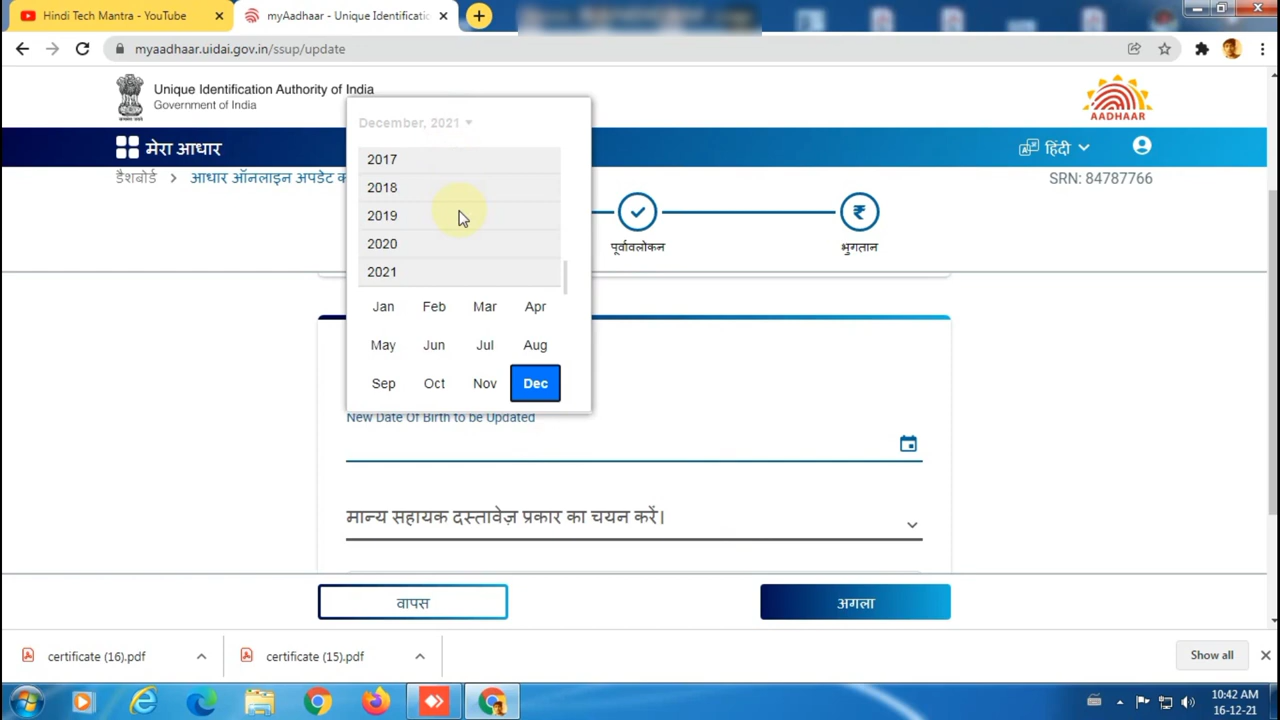 Hindi Tech Mantra - YouTube
myAadhaar - Unique Identificatio
myaadhaar.uidai.gov.in/ssup/update
Unique Identification Authority of India
Government of India
AADHAAR
मेरा आधार
हिंदी
डैशबोर्ड
आधार ऑनलाइन अपडेट क
SRN: 84787766
पूर्वावलोकन
भुगतान
December, 2021
2017
2018
2019
2020
2021
Jan Feb Mar Apr
May Jun Jul Aug
Sep Oct Nov Dec
New Date Of Birth to be Updated
मान्य सहायक दस्तावेज़ प्रकार का चयन करें।
वापस
अगला
certificate (16).pdf
certificate (15).pdf
Show all
10:42 AM
16-12-21